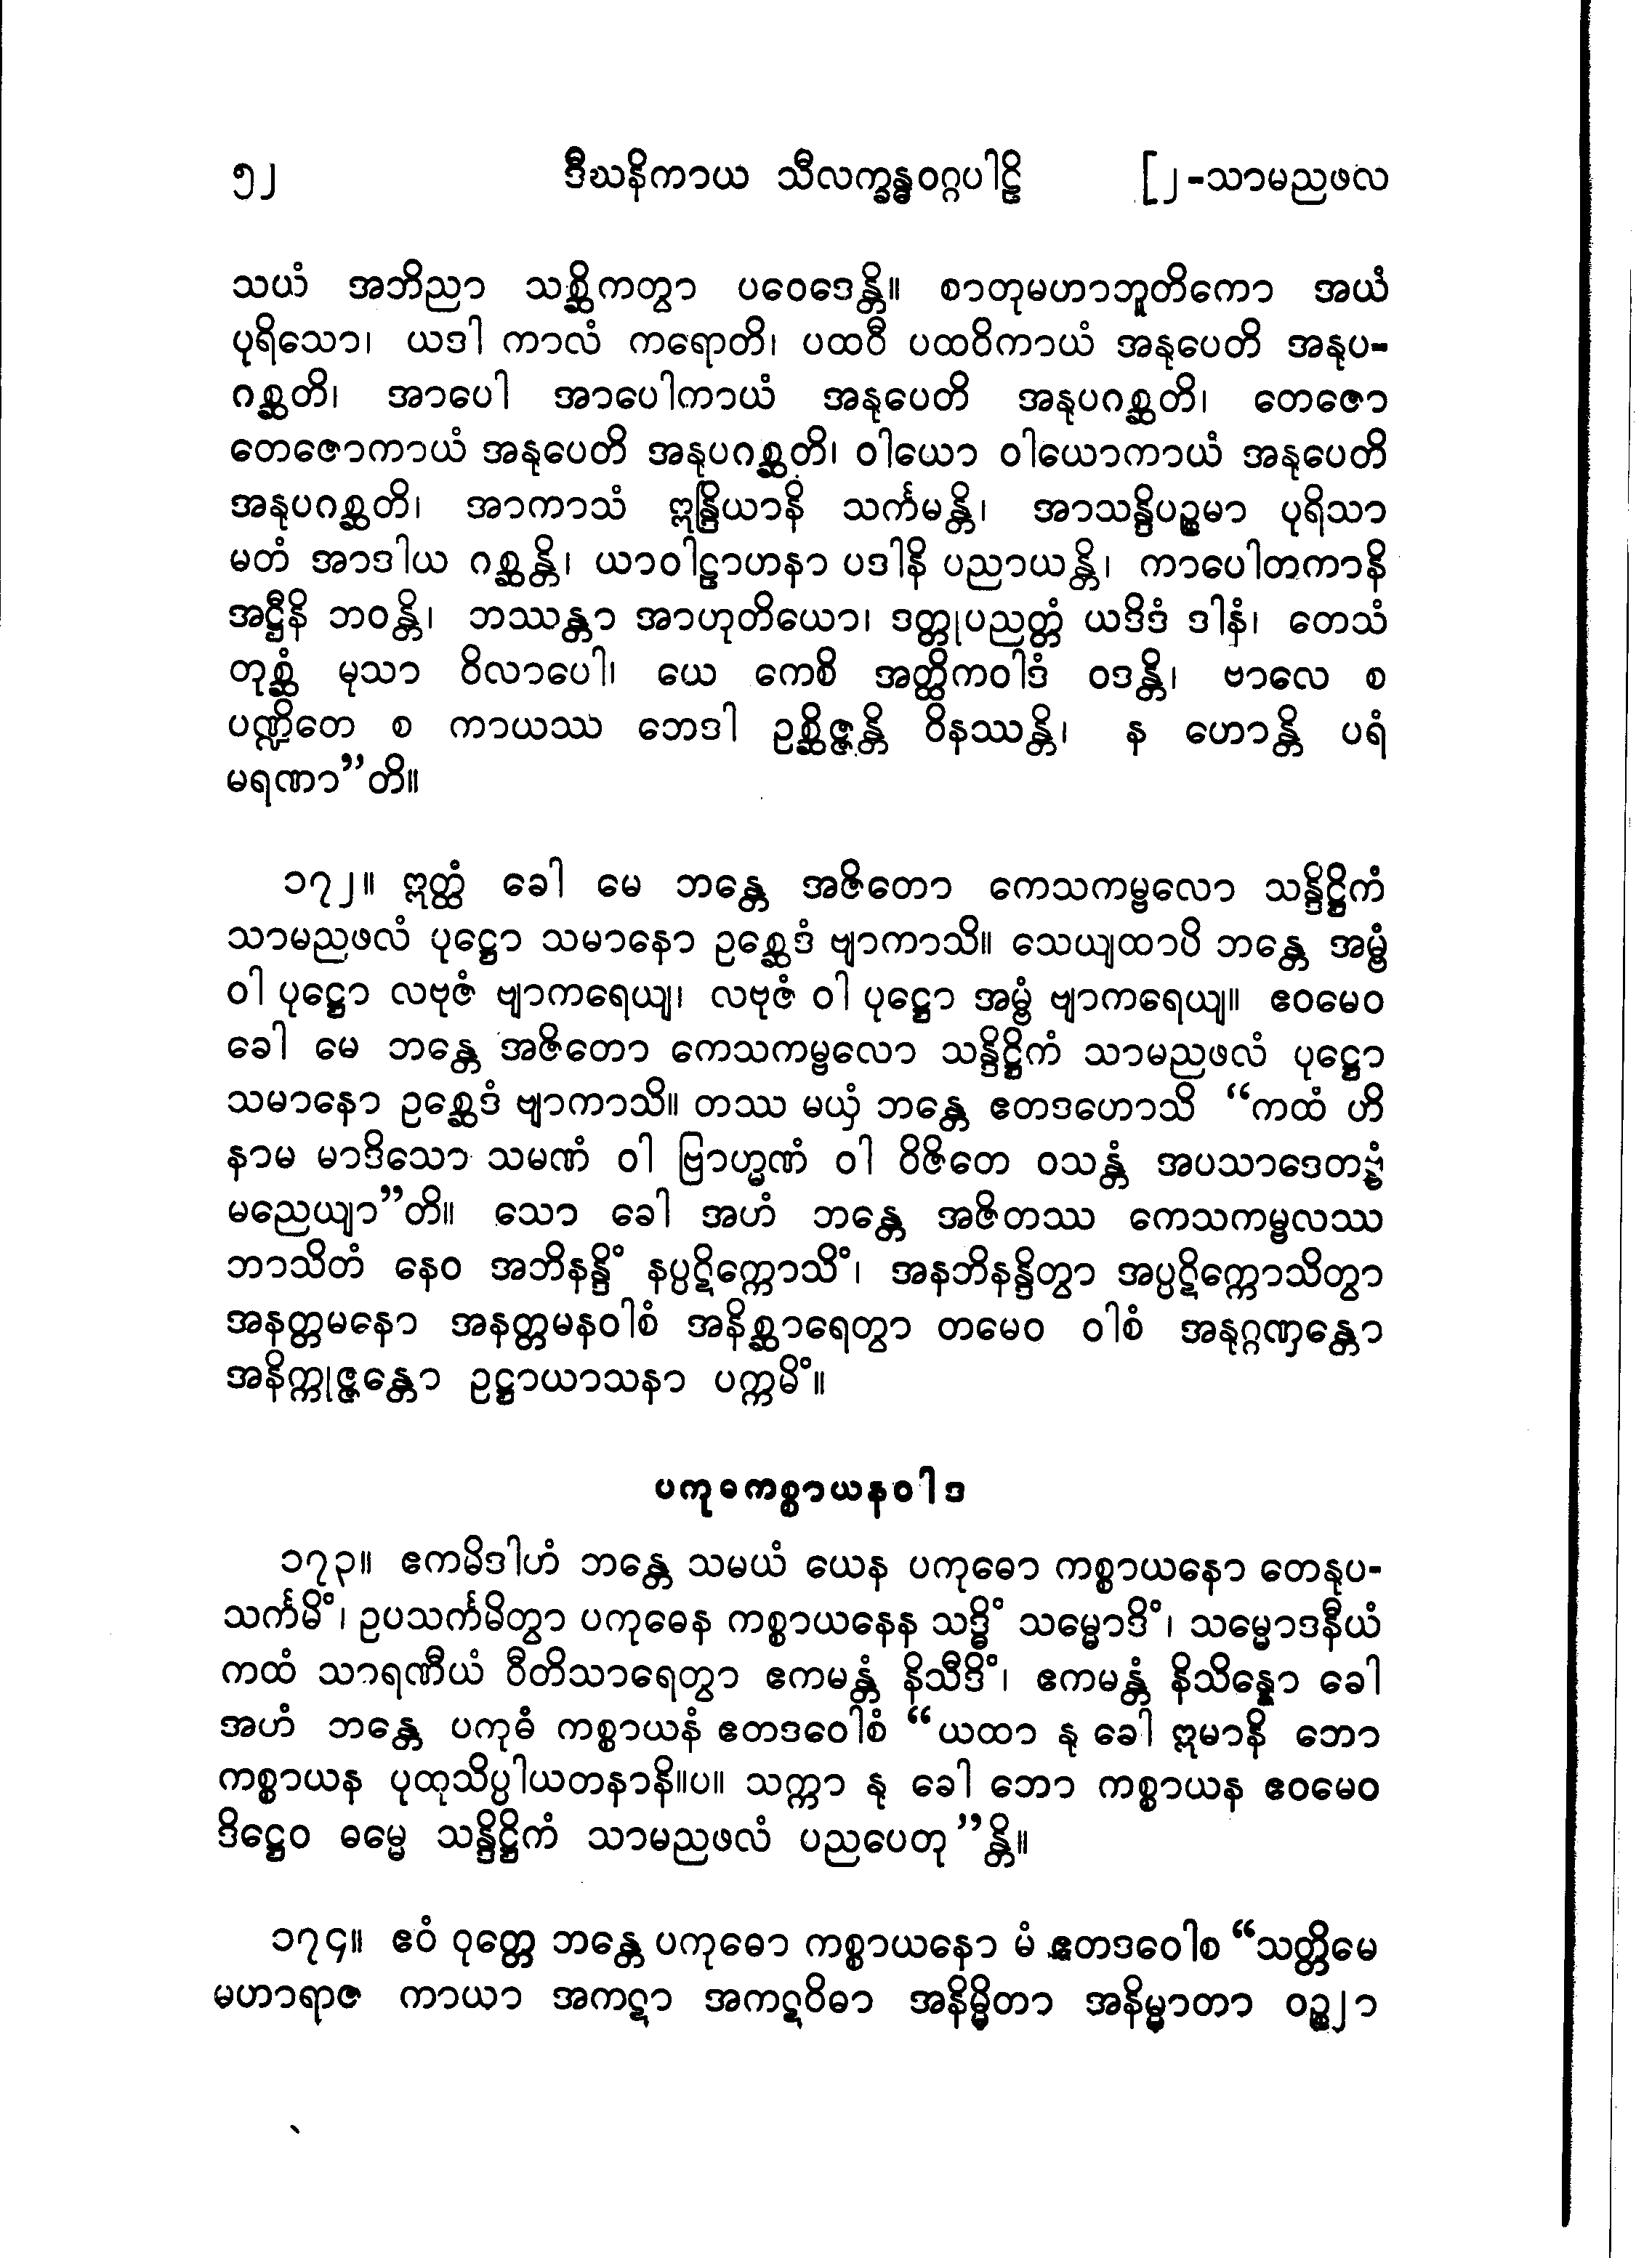 ၅၂ ဒီဃနိကာယ သီလက္ခန္ဓဝဂ္ဂပါဠိ [၂-သာမညဖလ
သယံ အဘိညာ သစ္ဆိကတွာ ပဝေဒေန္တိ။ စာတုမဟာဘူတိကော အယံ
ပုရိသော၊ ယဒါ ကာလံ ကရောတိ၊ ပထဝီ ပထဝိကာယံ အနုပေတိ အနုပ-
ဂစ္ဆတိ၊ အာပေါ အာပေါကာယံ အနုပေတိ အနုပဂစ္ဆတိ၊ တေဇော
တေဇောကာယံ အနုပေတိ အနုပဂစ္ဆတိ၊ ဝါယော ဝါယောကာယံ အနုပေတိ
အနုပဂစ္ဆတိ၊ အာကာသံ ဣန္ဒြိယာနိ သင်္ကမန္တိ၊ အာသန္ဒိပဉ္စမာ ပုရိသာ
မတံ အာဒါယ ဂစ္ဆန္တိ၊ ယာဝါဠာဟနာ ပဒါနိ ပညာယန္တိ၊ ကာပေါတကာနိ
အဋ္ဌီနိ ဘဝန္တိ၊ ဘဿန္တာ အာဟုတိယော၊ ဒတ္တုပညတ္တံ ယဒိဒံ ဒါနံ၊ တေသံ
တုစ္ဆံ မုသာ ဝိလာပေါ၊ ယေ ကေစိ အတ္ထိကဝါဒံ ဝဒန္တိ၊ ဗာလေ စ
ပဏ္ဍိတေ စ ကာယဿ ဘေဒါ ဥစ္ဆိဇ္ဇန္တိ ဝိနဿန္တိ၊ န ဟောန္တိ ပရံ
မရဏာ”တိ။
၁၇၂။ ဣတ္ထံ ခေါ မေ ဘန္တေ အဇိတော ကေသကမ္ဗလော သန္ဒိဋ္ဌိကံ
သာမညဖလံ ပုဋ္ဌော သမာနော ဥစ္ဆေဒံ ဗျာကာသိ။ သေယျထာပိ ဘန္တေ အမ္ဗံ
ဝါ ပုဋ္ဌော လဗုဇံ ဗျာကရေယျ၊ လဗုဇံ ဝါ ပုဋ္ဌော အမ္ဗံ ဗျာကရေယျ။ ဧဝမေဝ
ခေါ မေ ဘန္တေ အဇိတော ကေသကမ္ဗလော သန္ဒိဋ္ဌိကံ သာမညဖလံ ပုဋ္ဌော
သမာနော ဥစ္ဆေဒံ ဗျာကာသိ။ တဿ မယှံ ဘန္တေ ဧတဒဟောသိ “ကထံ ဟိ
နာမ မာဒိသော သမဏံ ဝါ ဗြာဟ္မဏံ ဝါ ဝိဇိတေ ဝသန္တံ အပသာဒေတဗ္ဗံ
မညေယျာ”တိ။ သော ခေါ အဟံ ဘန္တေ အဇိတဿ ကေသကမ္ဗလဿ
ဘာသိတံ နေဝ အဘိနန္ဒိံ နပ္ပဋိက္ကောသိံ၊ အနဘိနန္ဒိတွာ အပ္ပဋိက္ကောသိတွာ
အနတ္တမနော အနတ္တမနဝါစံ အနိစ္ဆာရေတွာ တမေဝ ဝါစံ အနုဂ္ဂဏှန္တော
အနိက္ကုဇ္ဇန္တော ဥဋ္ဌာယာသနာ ပက္ကမိံ။
ပကုဓကစ္စာယနဝါဒ
၁၇၃။ ဧကမိဒါဟံ ဘန္တေ သမယံ ယေန ပကုဓော ကစ္စာယနော တေနုပ-
သင်္ကမိံ၊ ဥပသင်္ကမိတွာ ပကုဓေန ကစ္စာယနေန သဒ္ဓိံ သမ္မောဒိံ၊ သမ္မောဒနီယံ
ကထံ သာရဏီယံ ဝီတိသာရေတွာ ဧကမန္တံ နိသီဒိံ၊ ဧကမန္တံ နိသိန္နော ခေါ
အဟံ ဘန္တေ ပကုဓံ ကစ္စာယနံ ဧတဒဝေါစံ “ယထာ နု ခေါ ဣမာနိ ဘော
ကစ္စာယန ပုထုသိပ္ပါယတနာနိ။ပ။ သက္ကာ နု ခေါ ဘော ကစ္စာယန ဧဝမေဝ
ဒိဋ္ဌေဝ ဓမ္မေ သန္ဒိဋ္ဌိကံ သာမညဖလံ ပညပေတု”န္တိ။
၁၇၄။ ဧဝံ ဝုတ္တေ ဘန္တေ ပကုဓော ကစ္စာယနော မံ ဧတဒဝေါစ “သတ္တိမေ
မဟာရာဇ ကာယာ အကဋာ အကဋဝိဓာ အနိမ္မိတာ အနိမ္မာတာ ဝဉ္ဈာ